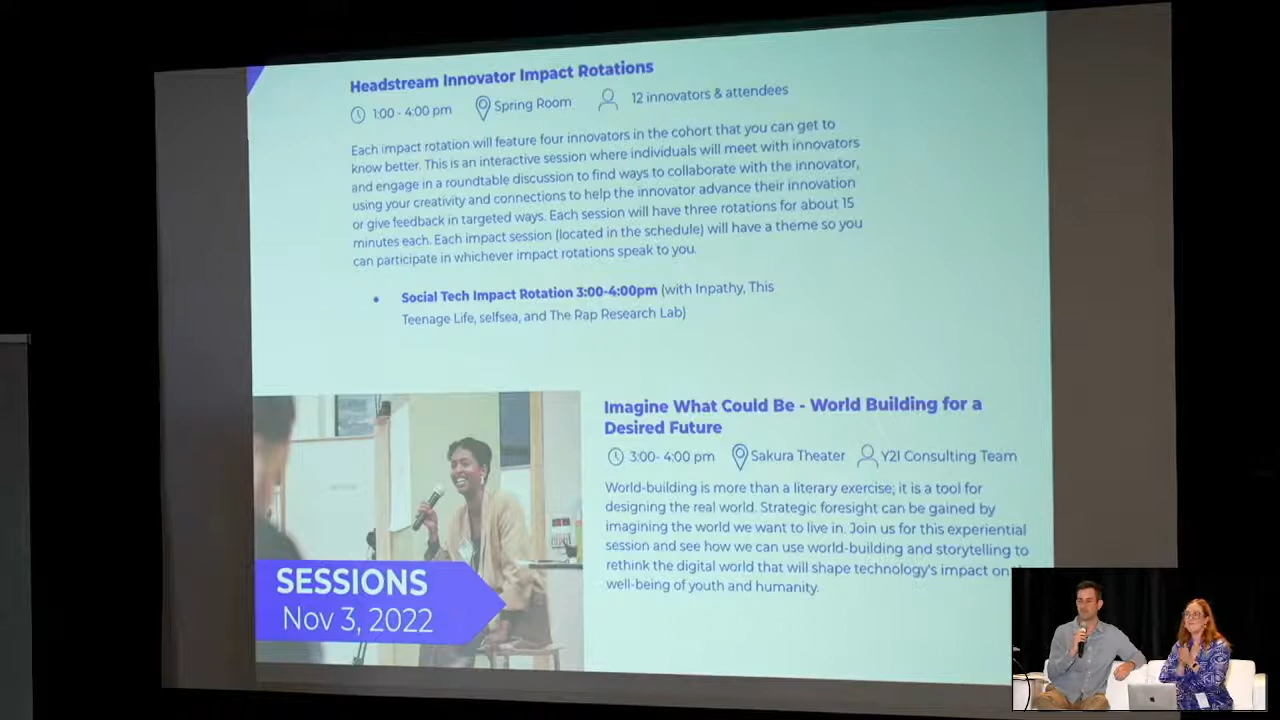 Headstream Innovator Impact Rotations
1:00 - 4:00 pm Spring Room 12 innovators & attendees
Each impact rotation will feature four innovators in the cohort that you can get to
know better. This is an interactive session where individuals will meet with innovators
and engage in a roundtable discussion to find ways to collaborate with the innovator,
using your creativity and connections to help the innovator advance their innovation
or give feedback in targeted ways. Each session will have three rotations for about 15
minutes each. Each impact session (located in the schedule) will have a theme so you
can participate in whichever impact rotations speak to you.
• Social Tech Impact Rotation 3:00-4:00pm (with Inpathy, This
Teenage Life, selfsea, and The Rap Research Lab)
Imagine What Could Be - World Building for a
Desired Future
3:00- 4:00 pm Sakura Theater Y2I Consulting Team
World-building is more than a literary exercise; it is a tool for
designing the real world. Strategic foresight can be gained by
imagining the world we want to live in. Join us for this experiential
session and see how we can use world-building and storytelling to
rethink the digital world that will shape technology's impact on
well-being of youth and humanity.
SESSIONS
Nov 3, 2022